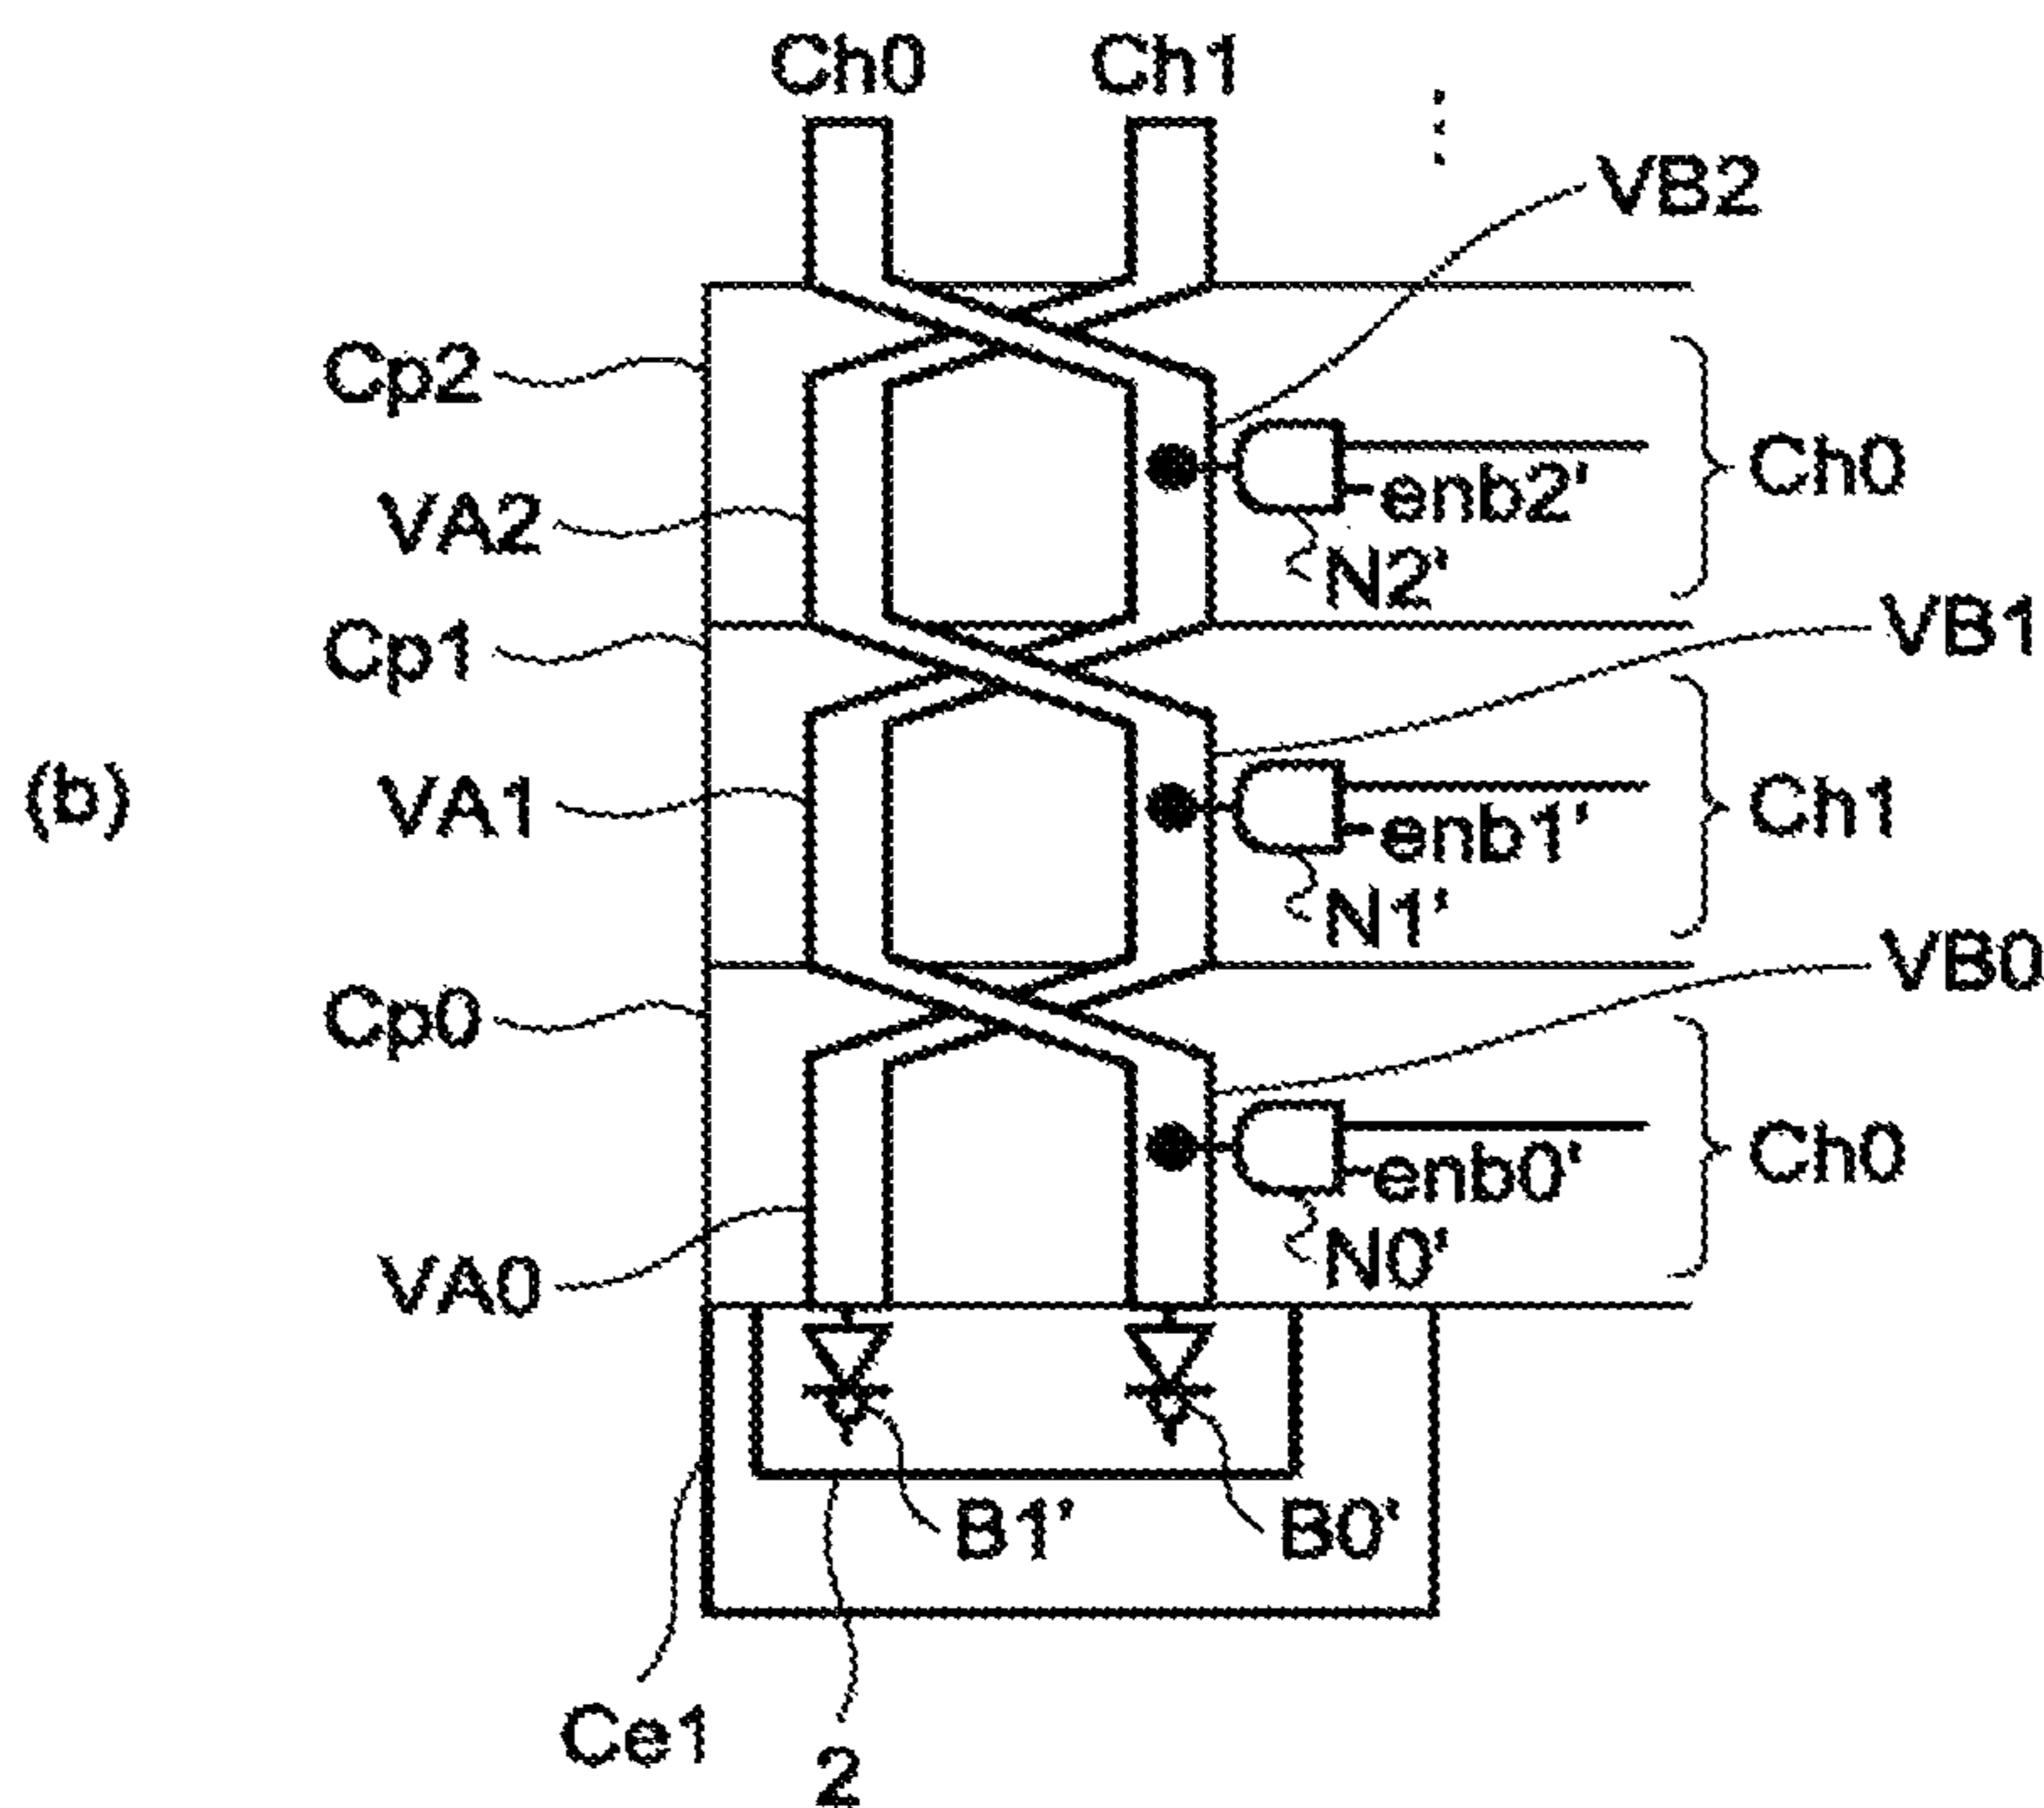 Ch0 Ch1
VB2
Cp2
Ch0
enb2'
VA2
N2'
VB1
Cp1
(b)
VA1
Ch1
enb1'
N1'
VB0
Cp0
Ch0
enb0'
N0'
VA0
B1' B0'
Ce1
2